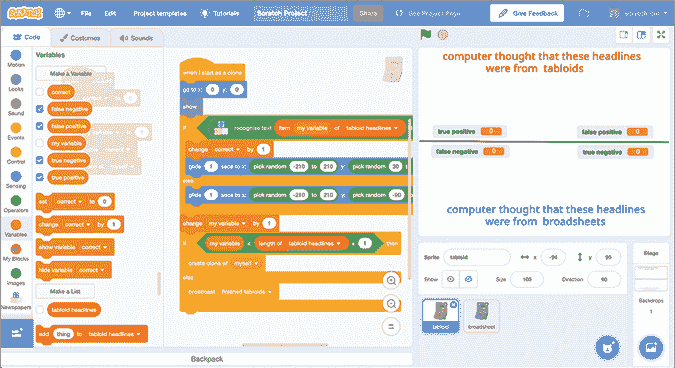 SCRATCH
File
Edit
Project templates
Tutorials
Scratch Project
Share
See Project Page
Give Feedback
Code
Costumes
Sounds
Motion
Looks
Sound
Events
Control
Sensing
Operators
Variables
My Blocks
Images
Newspapers
Variables
Make a Variable
correct
false negative
false positive
my variable
true negative
true positive
set correct to 0
change correct by 1
show variable correct
hide variable correct
Make a List
tabloid headlines
add thing to tabloid headlines
when I start as a clone
go to x: 0 y: 0
show
if recognise text item my variable of tabloid headlines
change correct by 1
glide 1 secs to x: pick random -210 to 210 y: pick random 30
else
glide 1 secs to x: pick random -210 to 210 y: pick random
change my variable by 1
if my variable < length of tabloid headlines + 1 then
create clone of myself
else
broadcast finished tabloids
Backpack
computer thought that these headlines
were from tabloids
true positive 0
false positive 0
false negative 0
true negative 0
computer thought that these headlines
were from broadsheets
Sprite tabloid x y
Show Size 100 Direction 90
tabloid
broadsheet
Stage
Backdrops
1